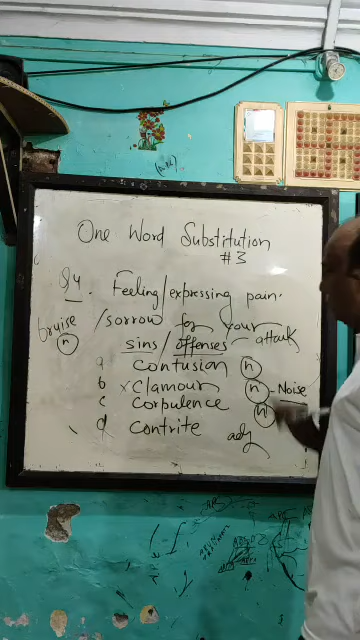 One Word Substitution
#3
Q4. Feeling/expressing pain.
/sorrow for your
bruise (n)
sins/offenses - attack
a contusion (n)
b × clamour (n) - Noise
c corpulence (n)
d contrite adj